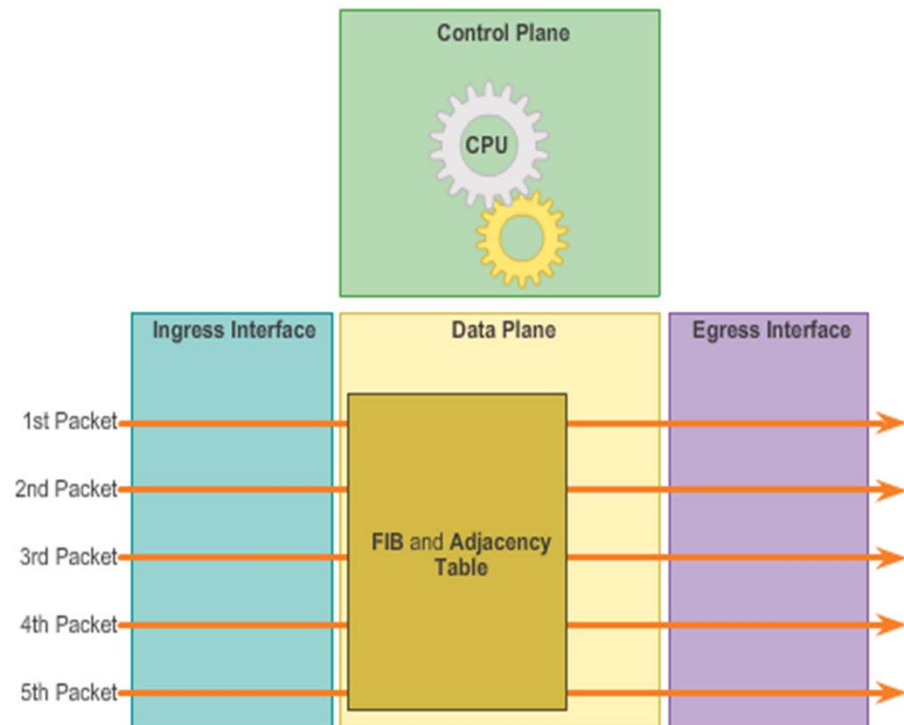 Control Plane
CPU
Ingress Interface
Data Plane
Egress Interface
1st Packet
2nd Packet
3rd Packet
4th Packet
5th Packet
FIB and Adjacency
Table